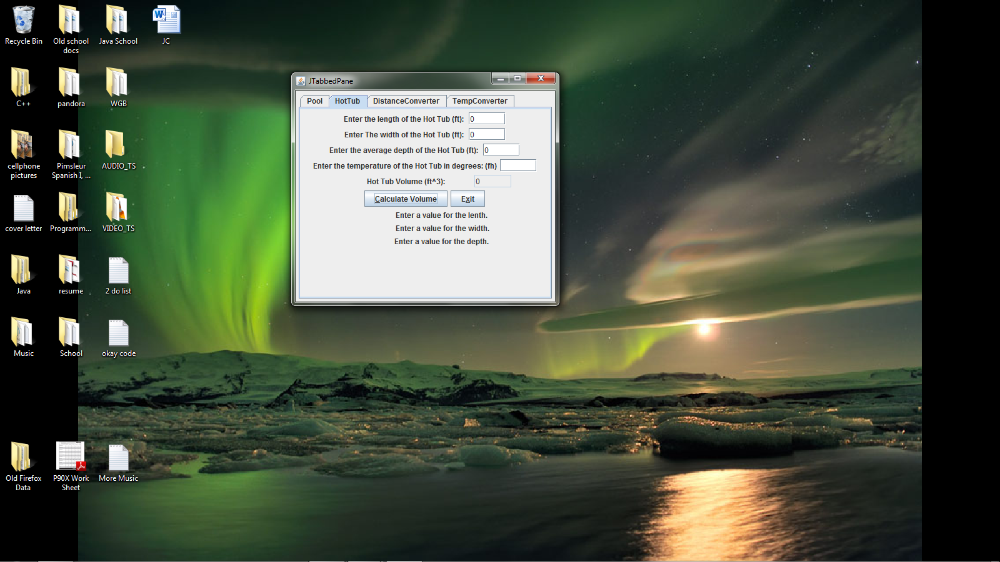 Recycle Bin
Old school
docs
Java School
JC
C++
pandora
WGB
cellphone
pictures
Pimsleur
Spanish I, ...
AUDIO_TS
cover letter
Programm...
VIDEO_TS
Java
resume
2 do list
Music
School
okay code
Old Firefox
Data
P90X Work
Sheet
More Music
JTabbedPane
Pool HotTub DistanceConverter TempConverter
Enter the length of the Hot Tub (ft): 0
Enter The width of the Hot Tub (ft): 0
Enter the average depth of the Hot Tub (ft): 0
Enter the temperature of the Hot Tub in degrees: (fh)
Hot Tub Volume (ft^3): 0
Calculate Volume Exit
Enter a value for the lenth.
Enter a value for the width.
Enter a value for the depth.